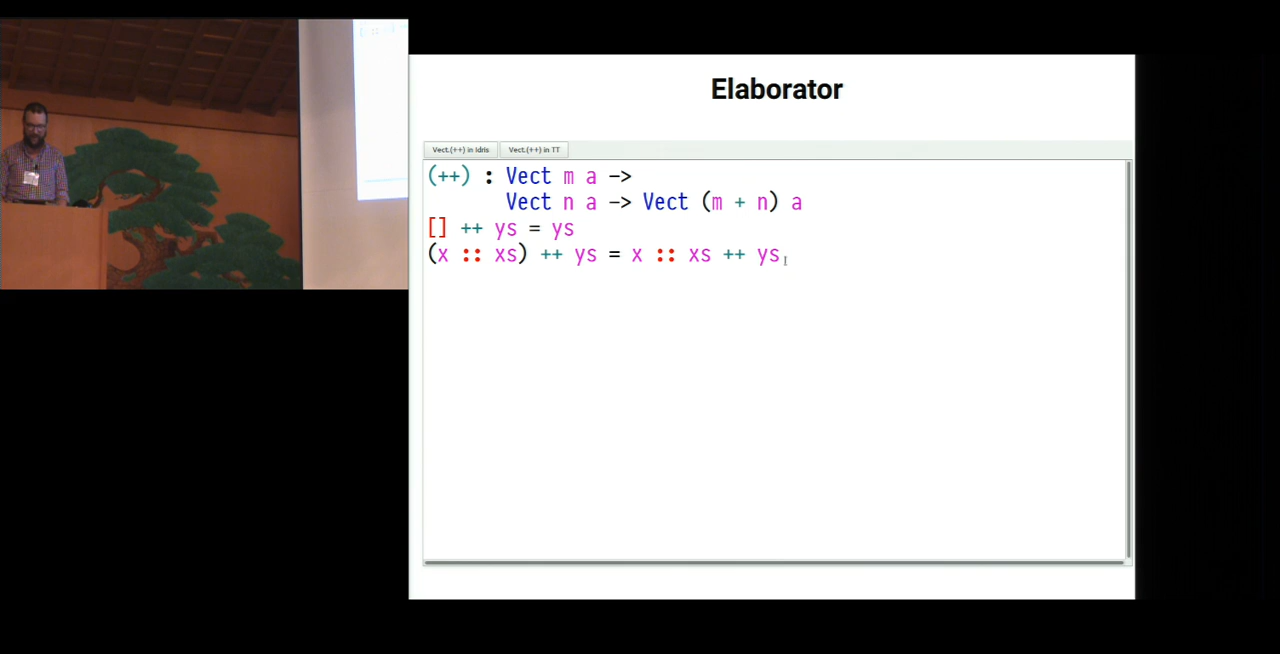 Elaborator
Vect.(++) in Idris
Vect.(++) in TT
(++) : Vect m a ->
Vect n a -> Vect (m + n) a
[] ++ ys = ys
(x :: xs) ++ ys = x :: xs ++ ys